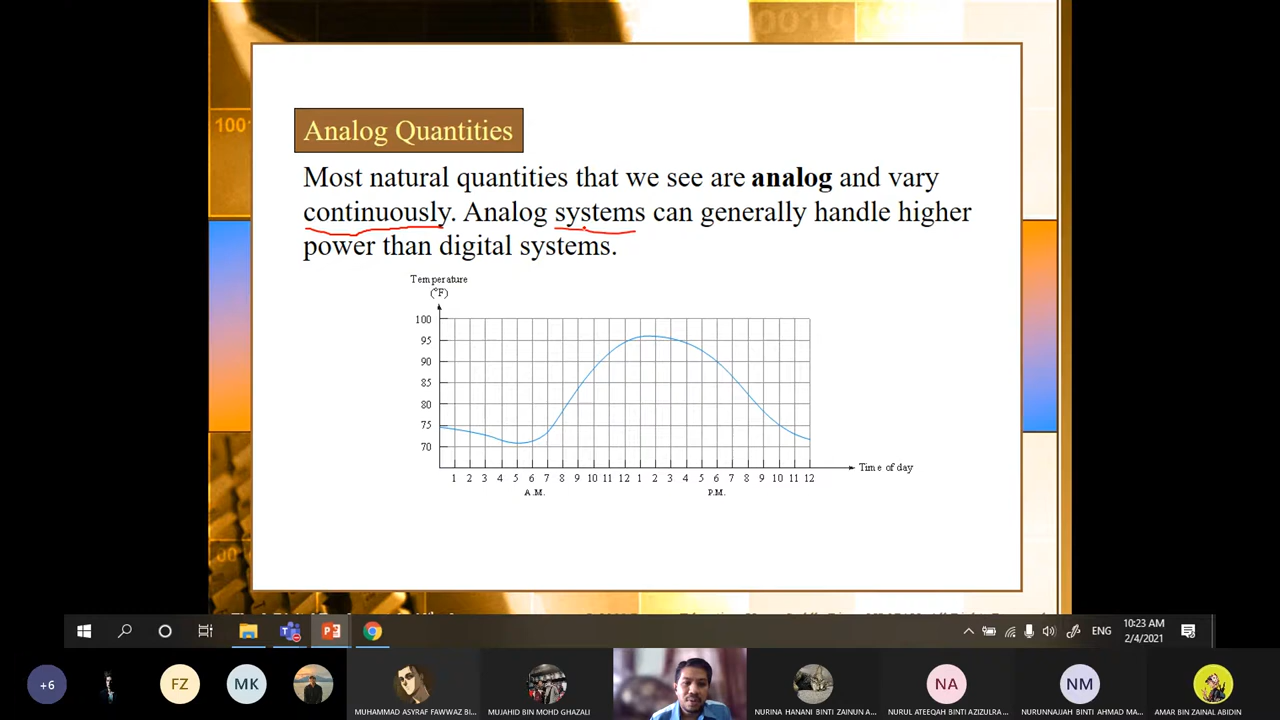 1001
100
Analog Quantities
Most natural quantities that we see are analog and vary
continuously. Analog systems can generally handle higher
power than digital systems.
Temperature
(°F)
100
95
90
85
80
75
70
1 2 3 4 5 6 7 8 9 10 11 12 1 2 3 4 5 6 7 8 9 10 11 12
Time of day
A.M.
P.M.
00
ENG
10:23 AM
2/4/2021
+6
FZ
MK
NA
NM
MUHAMMAD ASYRAF FAWWAZ BI...
MUJAHID BIN MOHD GHAZALI
NURINA HANANI BINTI ZAINUN A...
NURUL ATEEQAH BINTI AZIZULRA...
NURUNNAJJAH BINTI AHMAD MA...
AMAR BIN ZAINAL ABIDIN